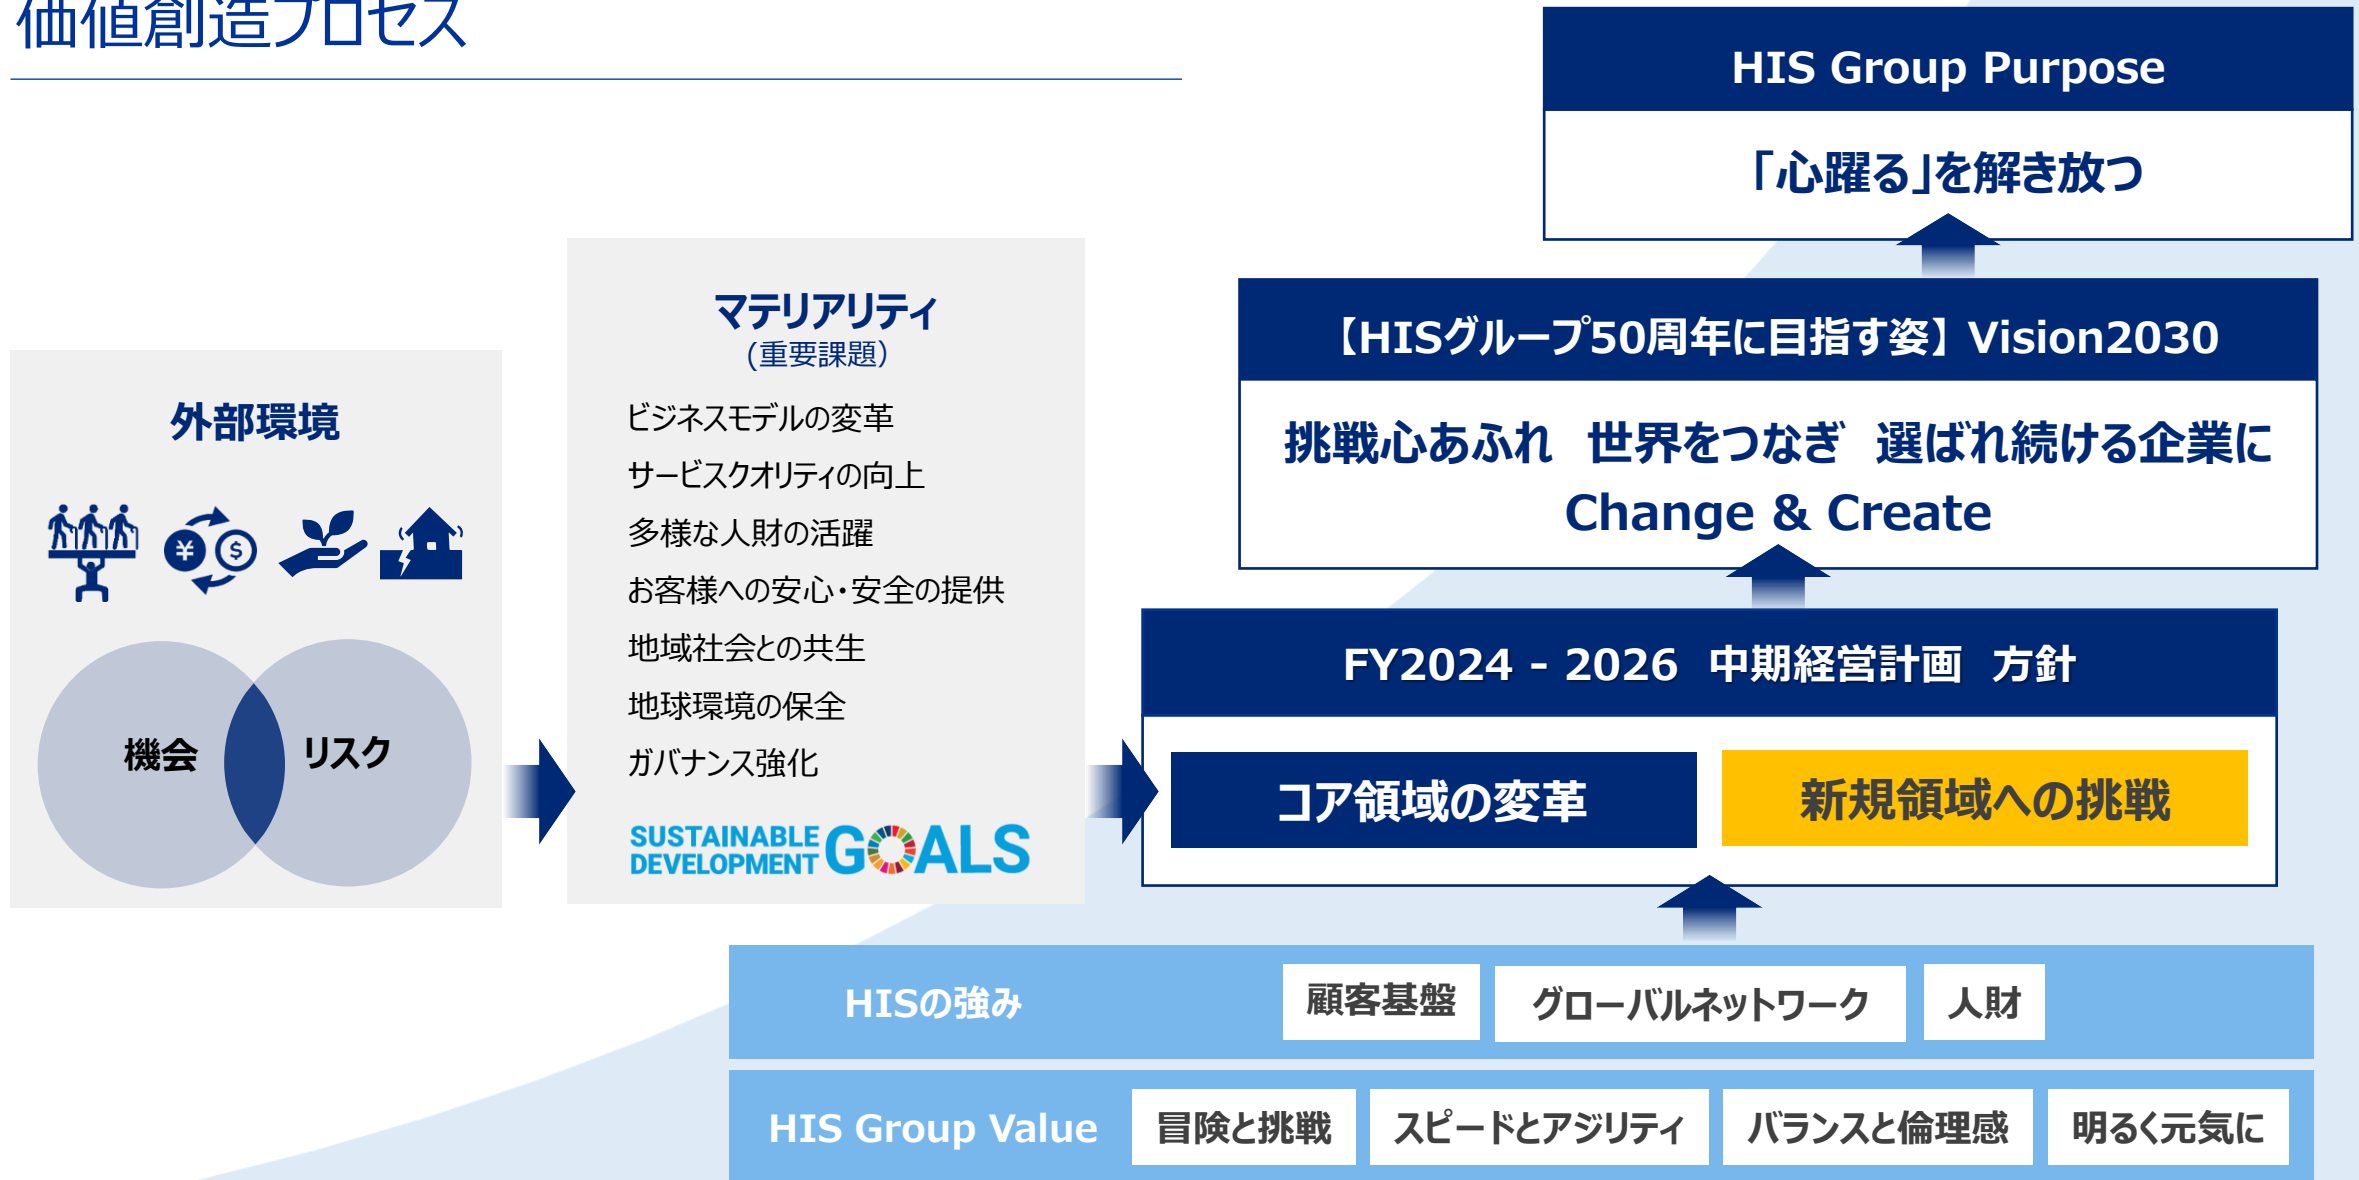 価値創造プロセス
HIS Group Purpose
「心躍る」を解き放つ
【HISグループ50周年に目指す姿】Vision2030
挑戦心あふれ　世界をつなぎ　選ばれ続ける企業に
Change & Create
外部環境
¥ $
機会 リスク
マテリアリティ
(重要課題)
ビジネスモデルの変革
サービスクオリティの向上
多様な人財の活躍
お客様への安心・安全の提供
地域社会との共生
地球環境の保全
ガバナンス強化
SUSTAINABLE
DEVELOPMENT GOALS
FY2024 - 2026　中期経営計画　方針
コア領域の変革 新規領域への挑戦
HISの強み 顧客基盤 グローバルネットワーク 人財
HIS Group Value 冒険と挑戦 スピードとアジリティ バランスと倫理感 明るく元気に